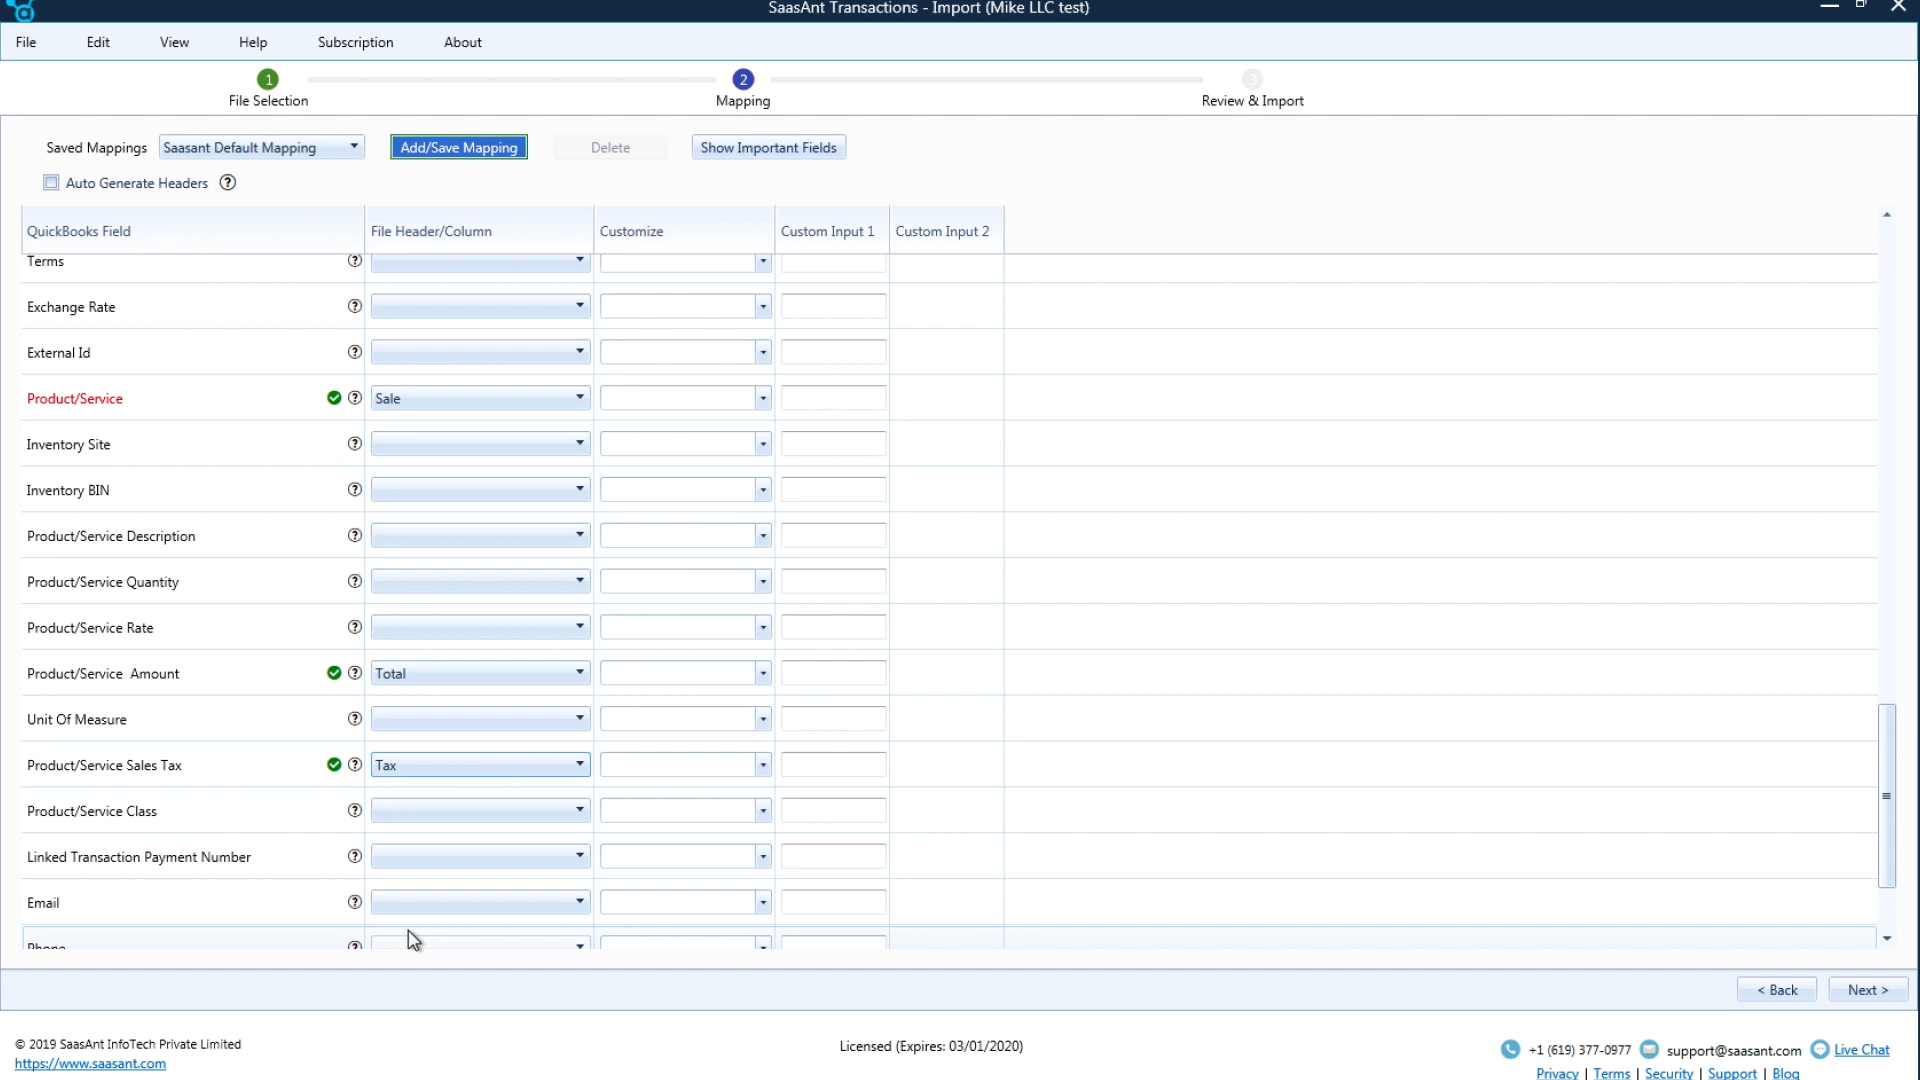 SaasAnt Transactions - Import (Mike LLC test)
File Edit View Help Subscription About
1 2 3
File Selection Mapping Review & Import
Saved Mappings Saasant Default Mapping Add/Save Mapping Delete Show Important Fields
Auto Generate Headers ?
QuickBooks Field File Header/Column Customize Custom Input 1 Custom Input 2
Terms ?
Exchange Rate ?
External Id ?
Product/Service ? Sale
Inventory Site ?
Inventory BIN ?
Product/Service Description ?
Product/Service Quantity ?
Product/Service Rate ?
Product/Service Amount ? Total
Unit Of Measure ?
Product/Service Sales Tax ? Tax
Product/Service Class ?
Linked Transaction Payment Number ?
Email ?
Phone ?
< Back Next >
© 2019 SaasAnt InfoTech Private Limited Licensed (Expires: 03/01/2020) +1 (619) 377-0977 support@saasant.com Live Chat
https://www.saasant.com Privacy | Terms | Security | Support | Blog